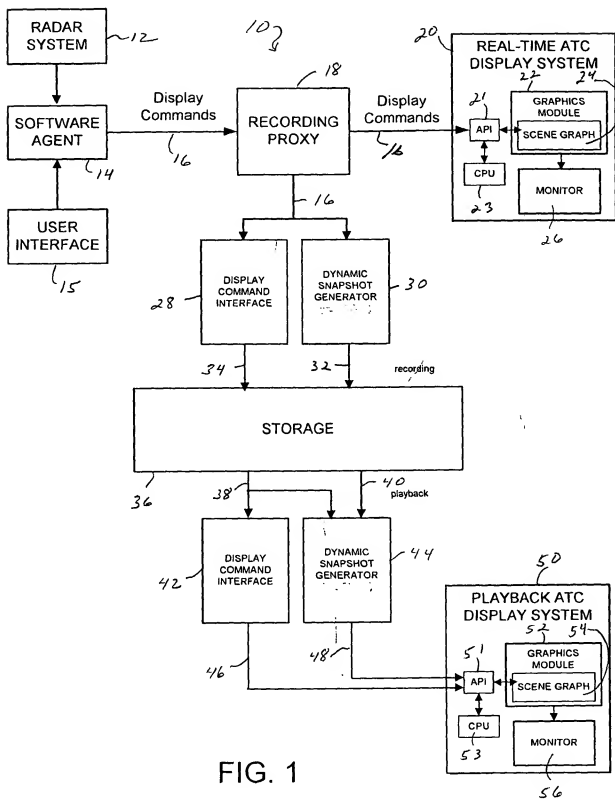 RADAR
SYSTEM
12
10
18
20
REAL-TIME ATC
DISPLAY SYSTEM
22
24
SOFTWARE
AGENT
14
Display
Commands
16
RECORDING
PROXY
Display
Commands
16
21
API
GRAPHICS
MODULE
SCENE GRAPH
CPU
23
MONITOR
26
USER
INTERFACE
15
16
28
DISPLAY
COMMAND
INTERFACE
DYNAMIC
SNAPSHOT
GENERATOR
30
34
32
recording
STORAGE
36
38
40
playback
42
DISPLAY
COMMAND
INTERFACE
DYNAMIC
SNAPSHOT
GENERATOR
44
46
48
50
PLAYBACK ATC
DISPLAY SYSTEM
52
54
51
API
GRAPHICS
MODULE
SCENE GRAPH
CPU
53
MONITOR
56
FIG. 1